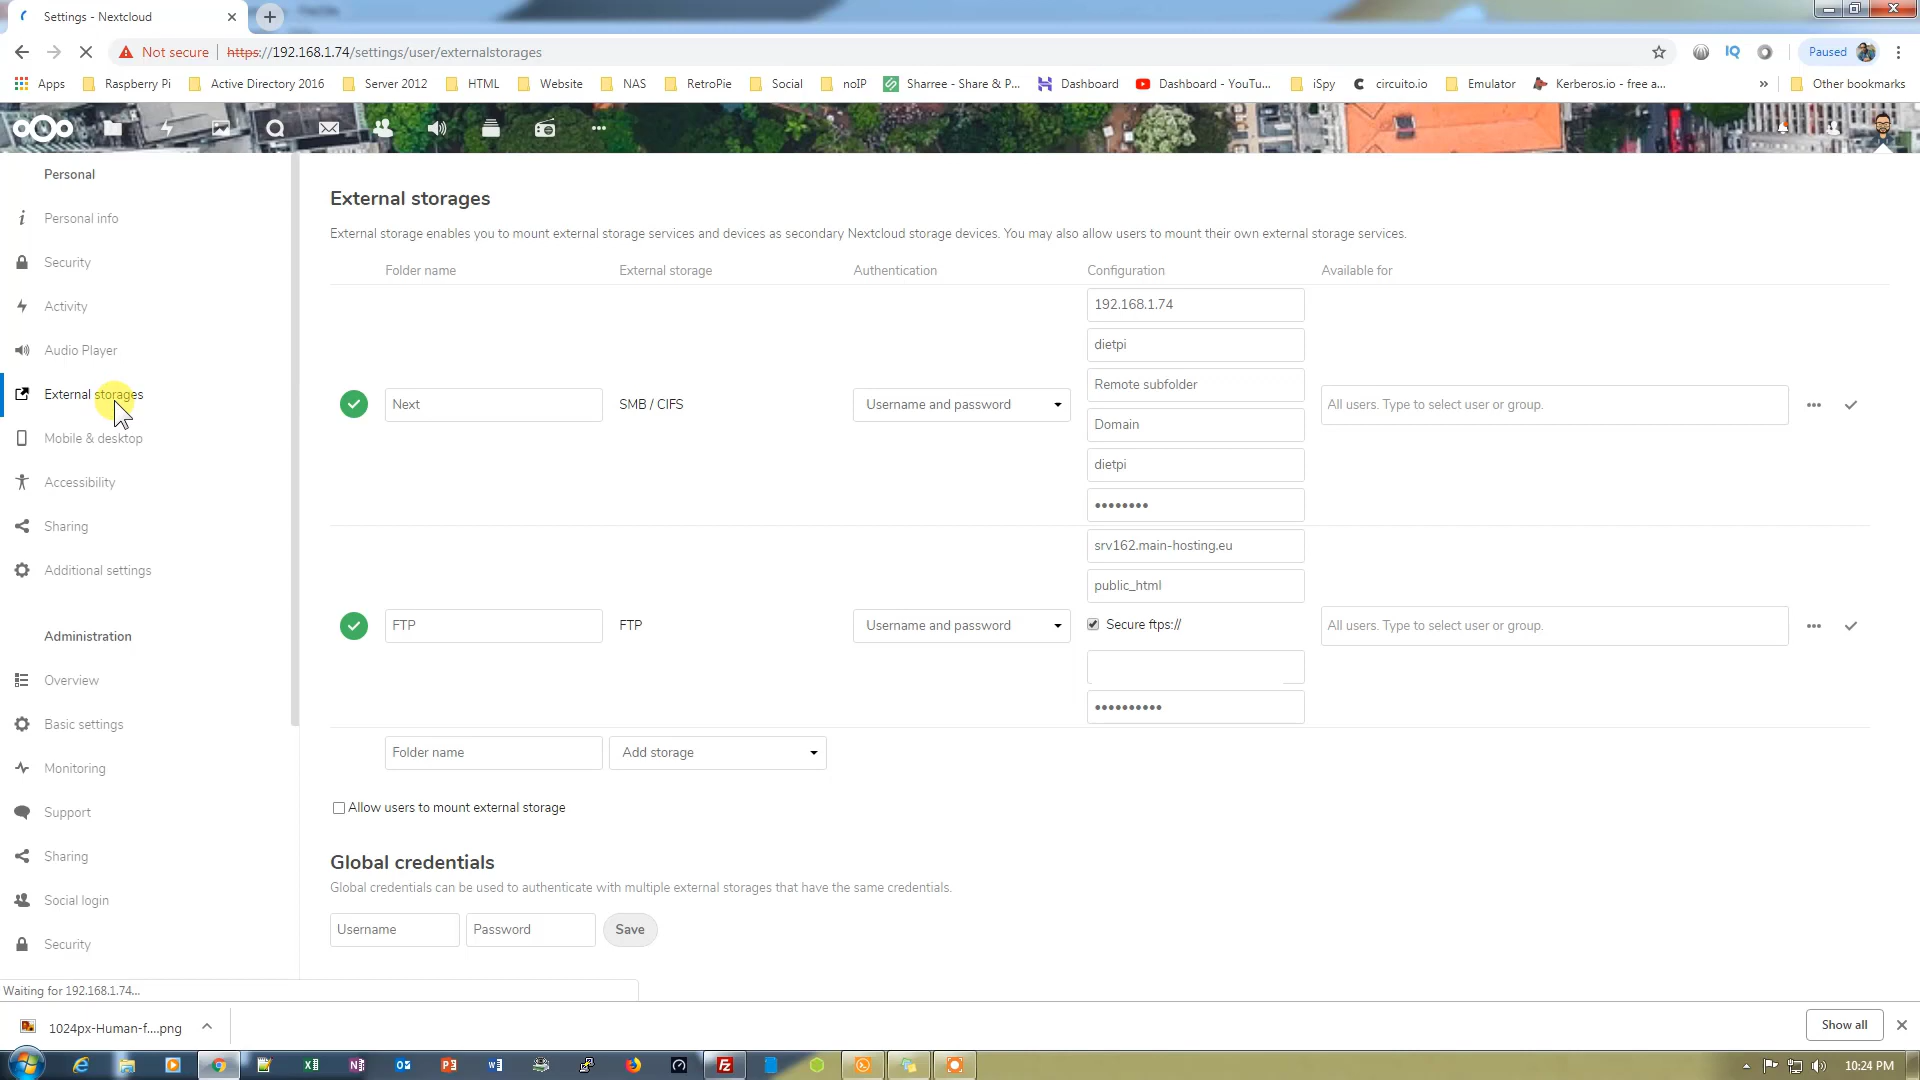 Settings - Nextcloud
Not secure | https://192.168.1.74/settings/user/externalstorages
Paused
Apps Raspberry Pi Active Directory 2016 Server 2012 HTML Website NAS RetroPie Social noIP Sharree - Share & P... Dashboard Dashboard - YouTu... iSpy circuito.io Emulator Kerberos.io - free a... » Other bookmarks
Personal
Personal info
Security
Activity
Audio Player
External storages
Mobile & desktop
Accessibility
Sharing
Additional settings
Administration
Overview
Basic settings
Monitoring
Support
Sharing
Social login
Security
External storages
External storage enables you to mount external storage services and devices as secondary Nextcloud storage devices. You may also allow users to mount their own external storage services.
Folder name External storage Authentication Configuration Available for
192.168.1.74
dietpi
Remote subfolder
Next SMB / CIFS Username and password All users. Type to select user or group.
Domain
dietpi
••••••••
srv162.main-hosting.eu
public_html
FTP FTP Username and password Secure ftps:// All users. Type to select user or group.
••••••••••
Folder name Add storage
Allow users to mount external storage
Global credentials
Global credentials can be used to authenticate with multiple external storages that have the same credentials.
Username Password Save
Waiting for 192.168.1.74...
1024px-Human-f....png
Show all
10:24 PM